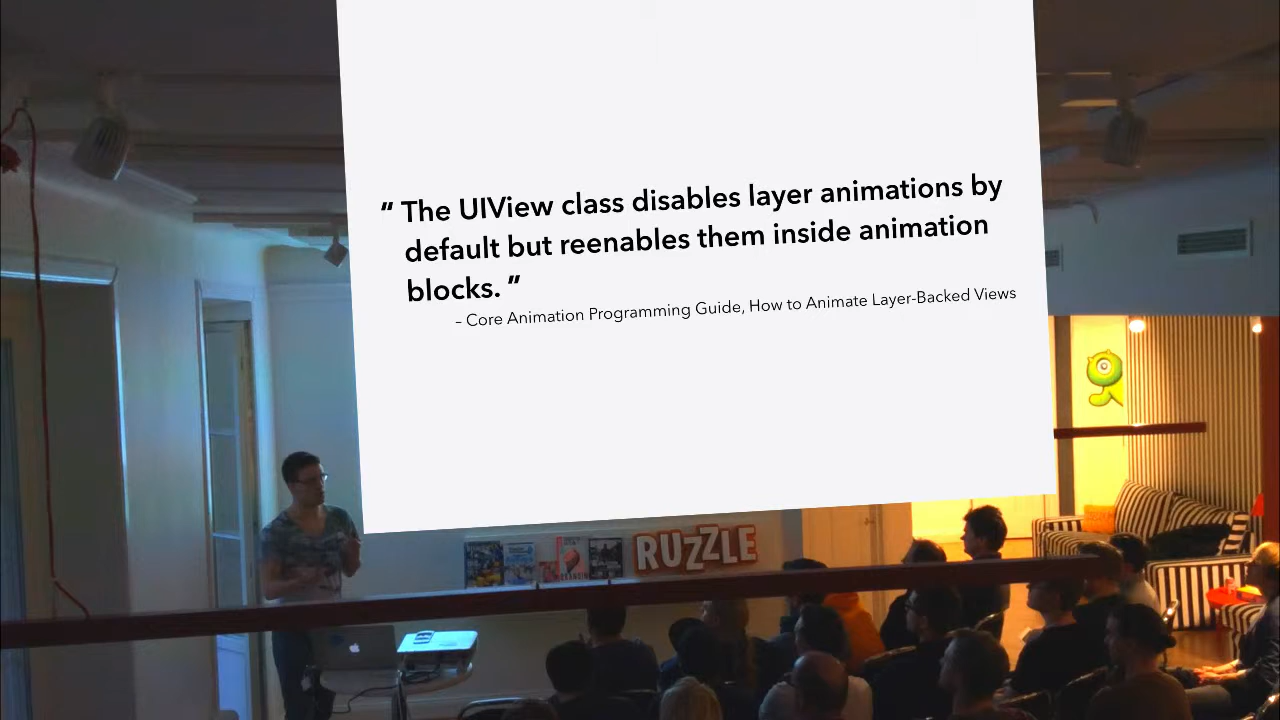 “ The UIView class disables layer animations by
default but reenables them inside animation
blocks. ”
– Core Animation Programming Guide, How to Animate Layer-Backed Views
RUZZLE